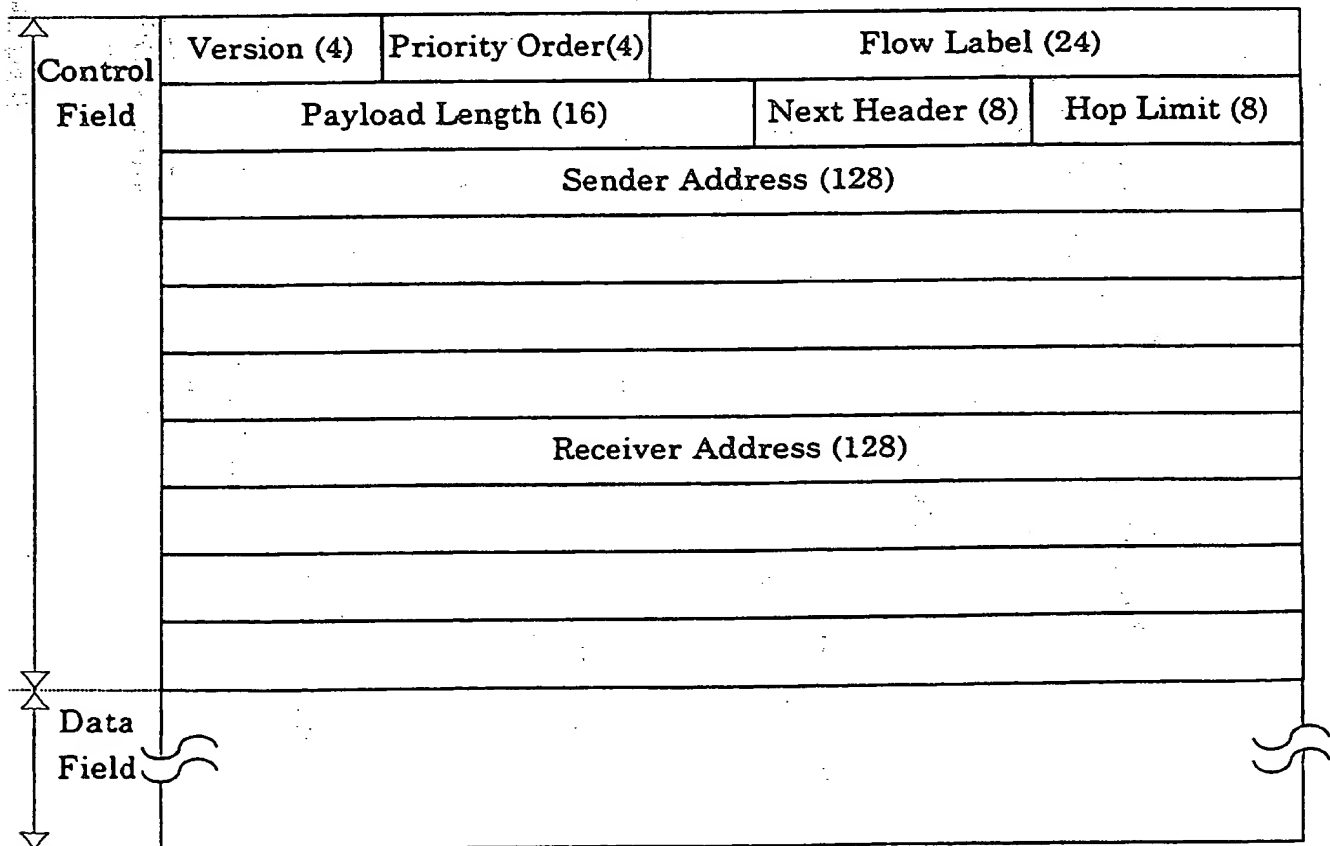 Control
Field
Version (4) Priority Order(4) Flow Label (24)
Payload Length (16) Next Header (8) Hop Limit (8)
Sender Address (128)
Receiver Address (128)
Data
Field